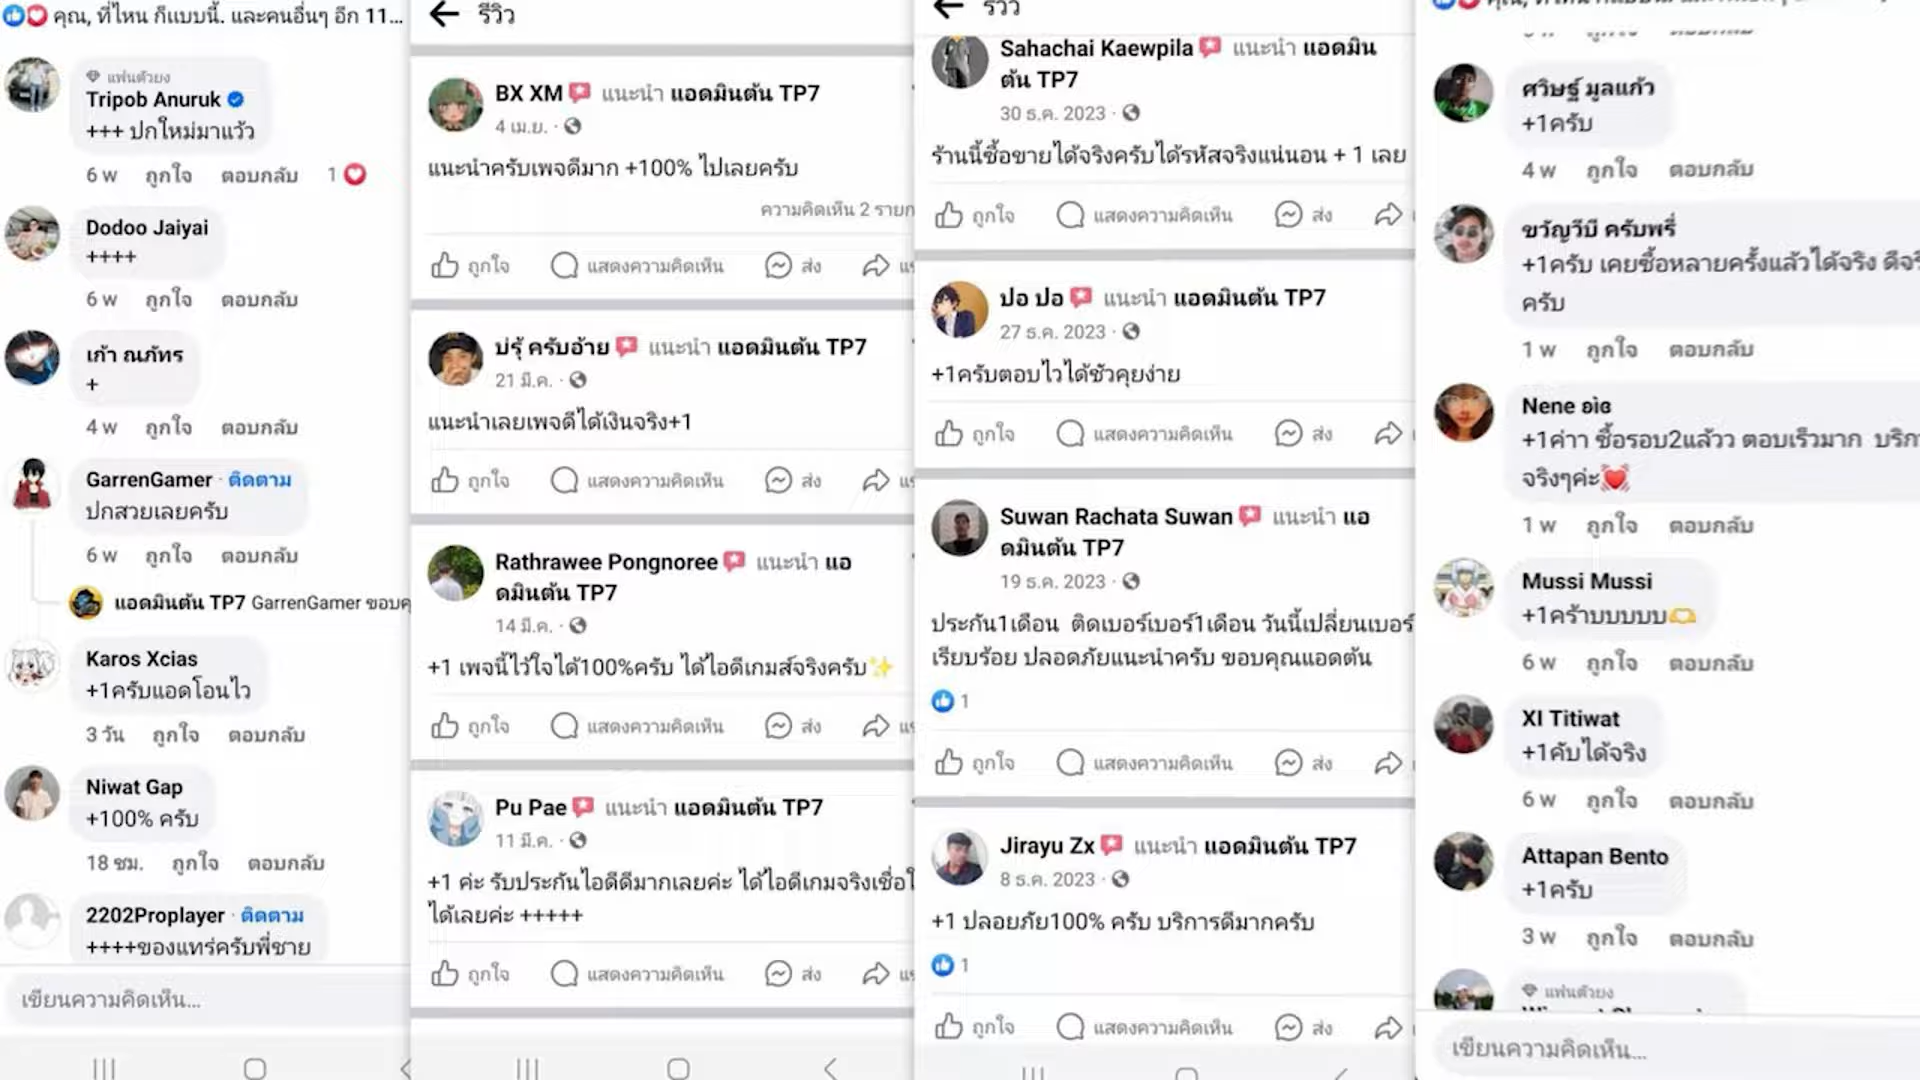 คุณ, ที่ไหน ก็แบบนี้. และคนอื่นๆ อีก 11...
แฟนตัวยง
Tripob Anuruk
+++ ปกใหม่มาแว้ว
6 w ถูกใจ ตอบกลับ 1
Dodoo Jaiyai
++++
6 w ถูกใจ ตอบกลับ
เก้า ณภัทร
+
4 w ถูกใจ ตอบกลับ
GarrenGamer · ติดตาม
ปกสวยเลยครับ
6 w ถูกใจ ตอบกลับ
แอดมินต้น TP7 GarrenGamer ขอบคุ
Karos Xcias
+1ครับแอดโอนไว
3 วัน ถูกใจ ตอบกลับ
Niwat Gap
+100% ครับ
18 ชม. ถูกใจ ตอบกลับ
2202Proplayer · ติดตาม
++++ของแทร่ครับพี่ชาย
เขียนความคิดเห็น...
รีวิว
BX XM แนะนำ แอดมินต้น TP7
4 เม.ย. ·
แนะนำครับเพจดีมาก +100% ไปเลยครับ
ความคิดเห็น 2 รายก
ถูกใจ แสดงความคิดเห็น ส่ง แช
บ่รุ้ ครับอ้าย แนะนำ แอดมินต้น TP7
21 มี.ค. ·
แนะนำเลยเพจดีได้เงินจริง+1
ถูกใจ แสดงความคิดเห็น ส่ง แช
Rathrawee Pongnoree แนะนำ แอ
ดมินต้น TP7
14 มี.ค. ·
+1 เพจนี้ไว้ใจได้100%ครับ ได้ไอดีเกมส์จริงครับ✨
ถูกใจ แสดงความคิดเห็น ส่ง แช
Pu Pae แนะนำ แอดมินต้น TP7
11 มี.ค. ·
+1 ค่ะ รับประกันไอดีดีมากเลยค่ะ ได้ไอดีเกมจริงเชื่อใ
ได้เลยค่ะ +++++
ถูกใจ แสดงความคิดเห็น ส่ง แช
รีวิว
Sahachai Kaewpila แนะนำ แอดมิน
ต้น TP7
30 ธ.ค. 2023 ·
ร้านนี้ซื้อขายได้จริงครับได้รหัสจริงแน่นอน + 1 เลย
ถูกใจ แสดงความคิดเห็น ส่ง
ปอ ปอ แนะนำ แอดมินต้น TP7
27 ธ.ค. 2023 ·
+1ครับตอบไวได้ชัวคุยง่าย
ถูกใจ แสดงความคิดเห็น ส่ง
Suwan Rachata Suwan แนะนำ แอ
ดมินต้น TP7
19 ธ.ค. 2023 ·
ประกัน1เดือน ติดเบอร์เบอร์1เดือน วันนี้เปลี่ยนเบอร์
เรียบร้อย ปลอดภัยแนะนำครับ ขอบคุณแอดต้น
1
ถูกใจ แสดงความคิดเห็น ส่ง
Jirayu Zx แนะนำ แอดมินต้น TP7
8 ธ.ค. 2023 ·
+1 ปลอยภัย100% ครับ บริการดีมากครับ
1
ถูกใจ แสดงความคิดเห็น ส่ง
ศวิษฐ์ มูลแก้ว
+1ครับ
4 w ถูกใจ ตอบกลับ
ขวัญวีบี ครับพรี่
+1ครับ เคยซื้อหลายครั้งแล้วได้จริง ดีจริ
ครับ
1 w ถูกใจ ตอบกลับ
Nene
+1ค่าา ซื้อรอบ2แล้วว ตอบเร็วมาก บริก
จริงๆค่ะ💓
1 w ถูกใจ ตอบกลับ
Mussi Mussi
+1คร้าบบบบบ🫶
6 w ถูกใจ ตอบกลับ
XI Titiwat
+1คับได้จริง
6 w ถูกใจ ตอบกลับ
Attapan Bento
+1ครับ
3 w ถูกใจ ตอบกลับ
แฟนตัวยง
เขียนความคิดเห็น...